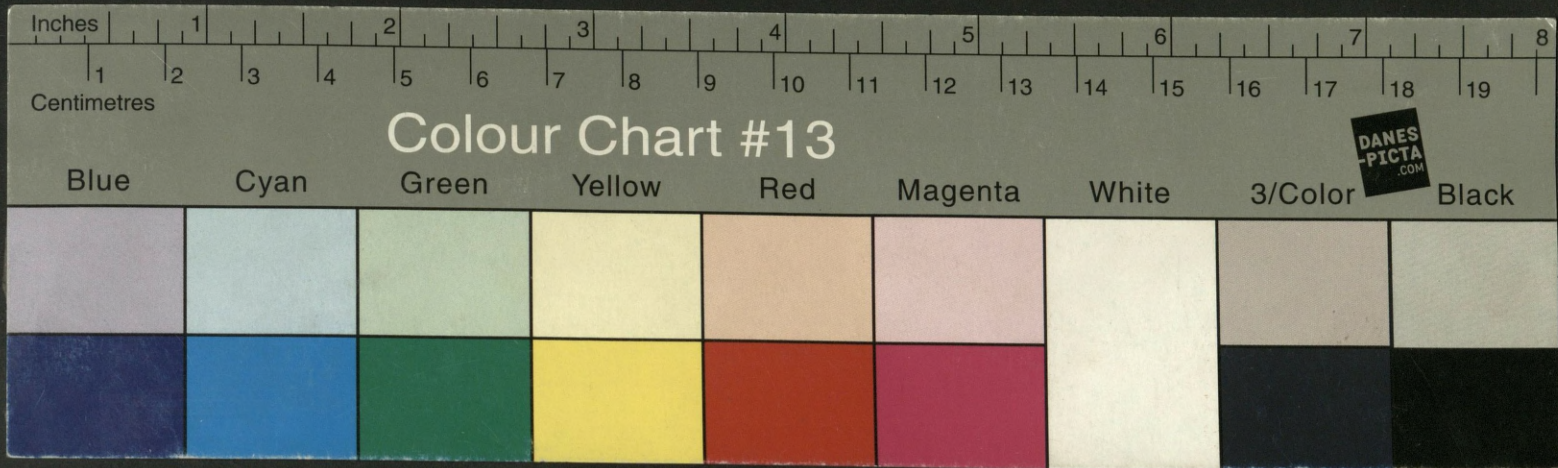 Inches 1 2 3 4 5 6 7 8
1 2 3 4 5 6 7 8 9 10 11 12 13 14 15 16 17 18 19
Centimetres
Colour Chart #13
DANES
-PICTA
.COM
Blue Cyan Green Yellow Red Magenta White 3/Color Black